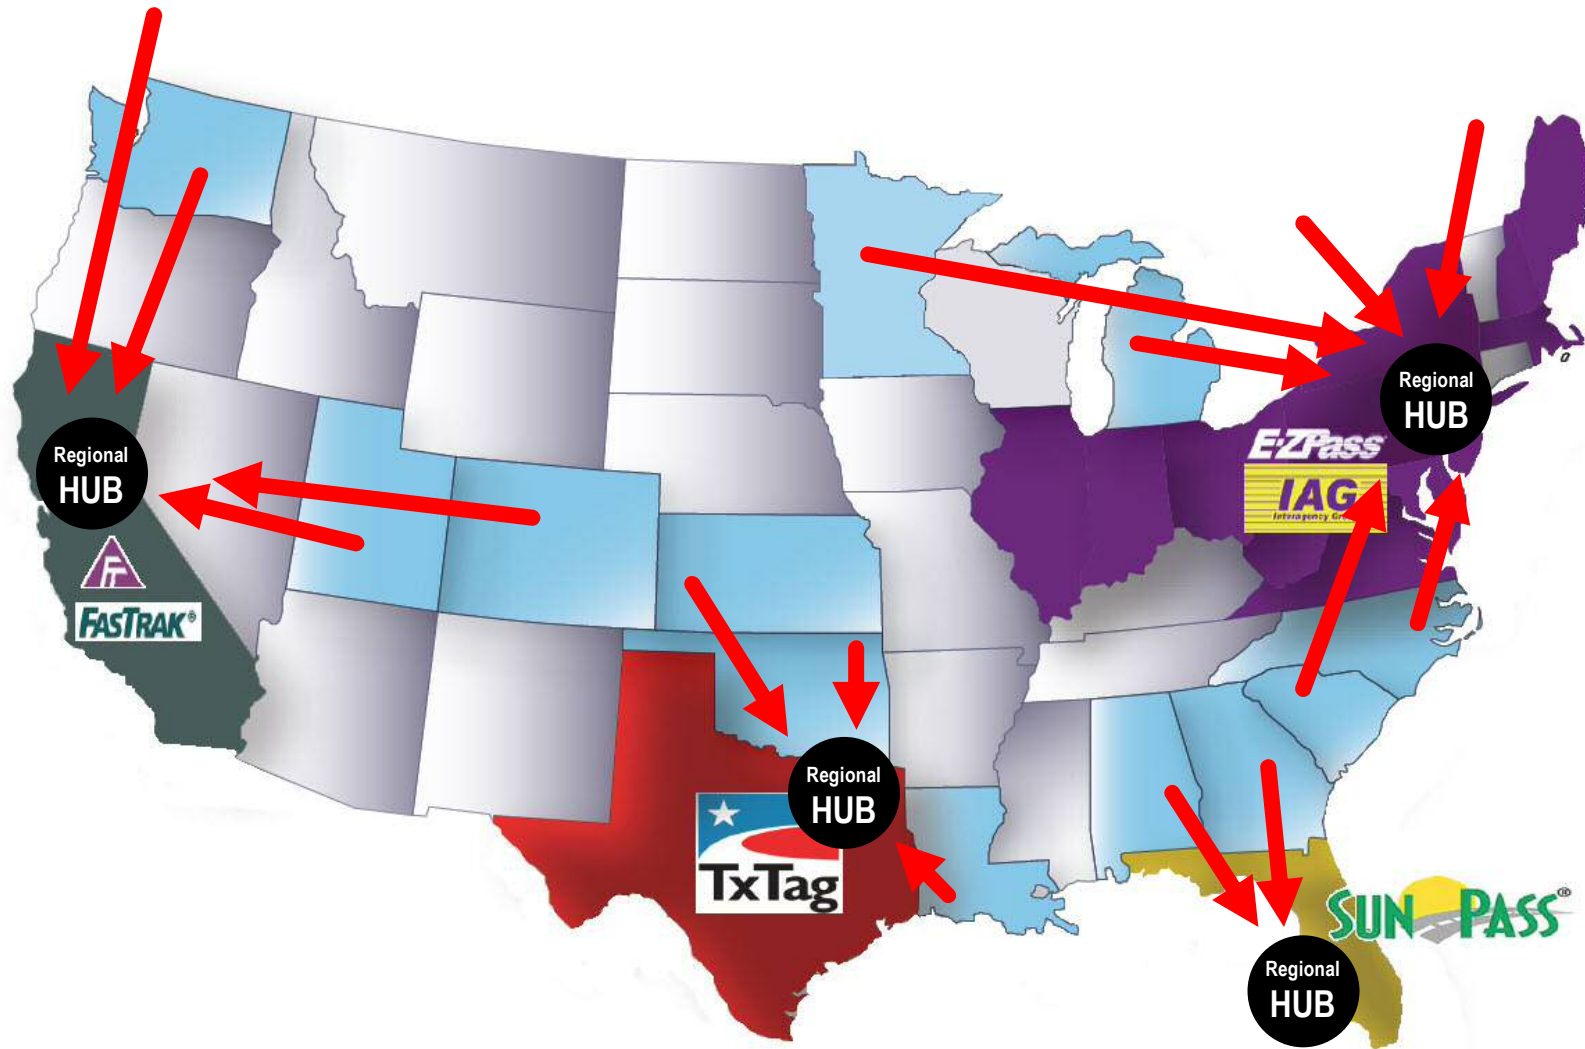 Regional
HUB
FASTRAK®
Regional
HUB
TxTag
Regional
HUB
E-ZPass
IAG
SUN PASS®
Regional
HUB